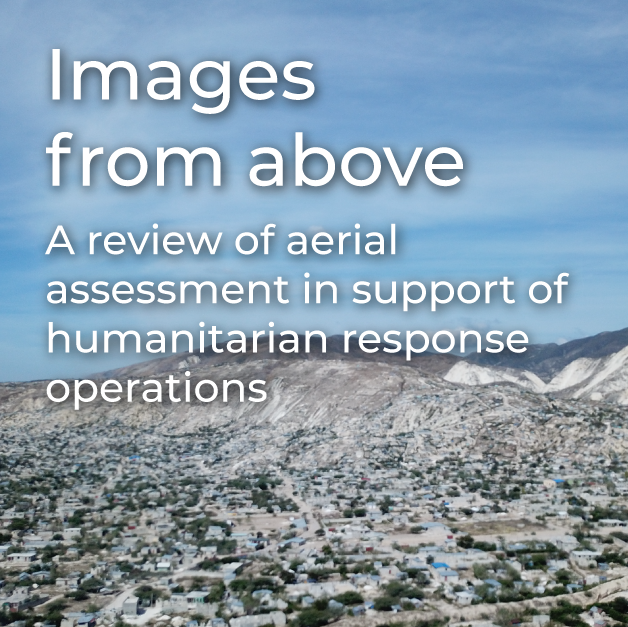 Images
from above
A review of aerial
assessment in support of
humanitarian response
operations